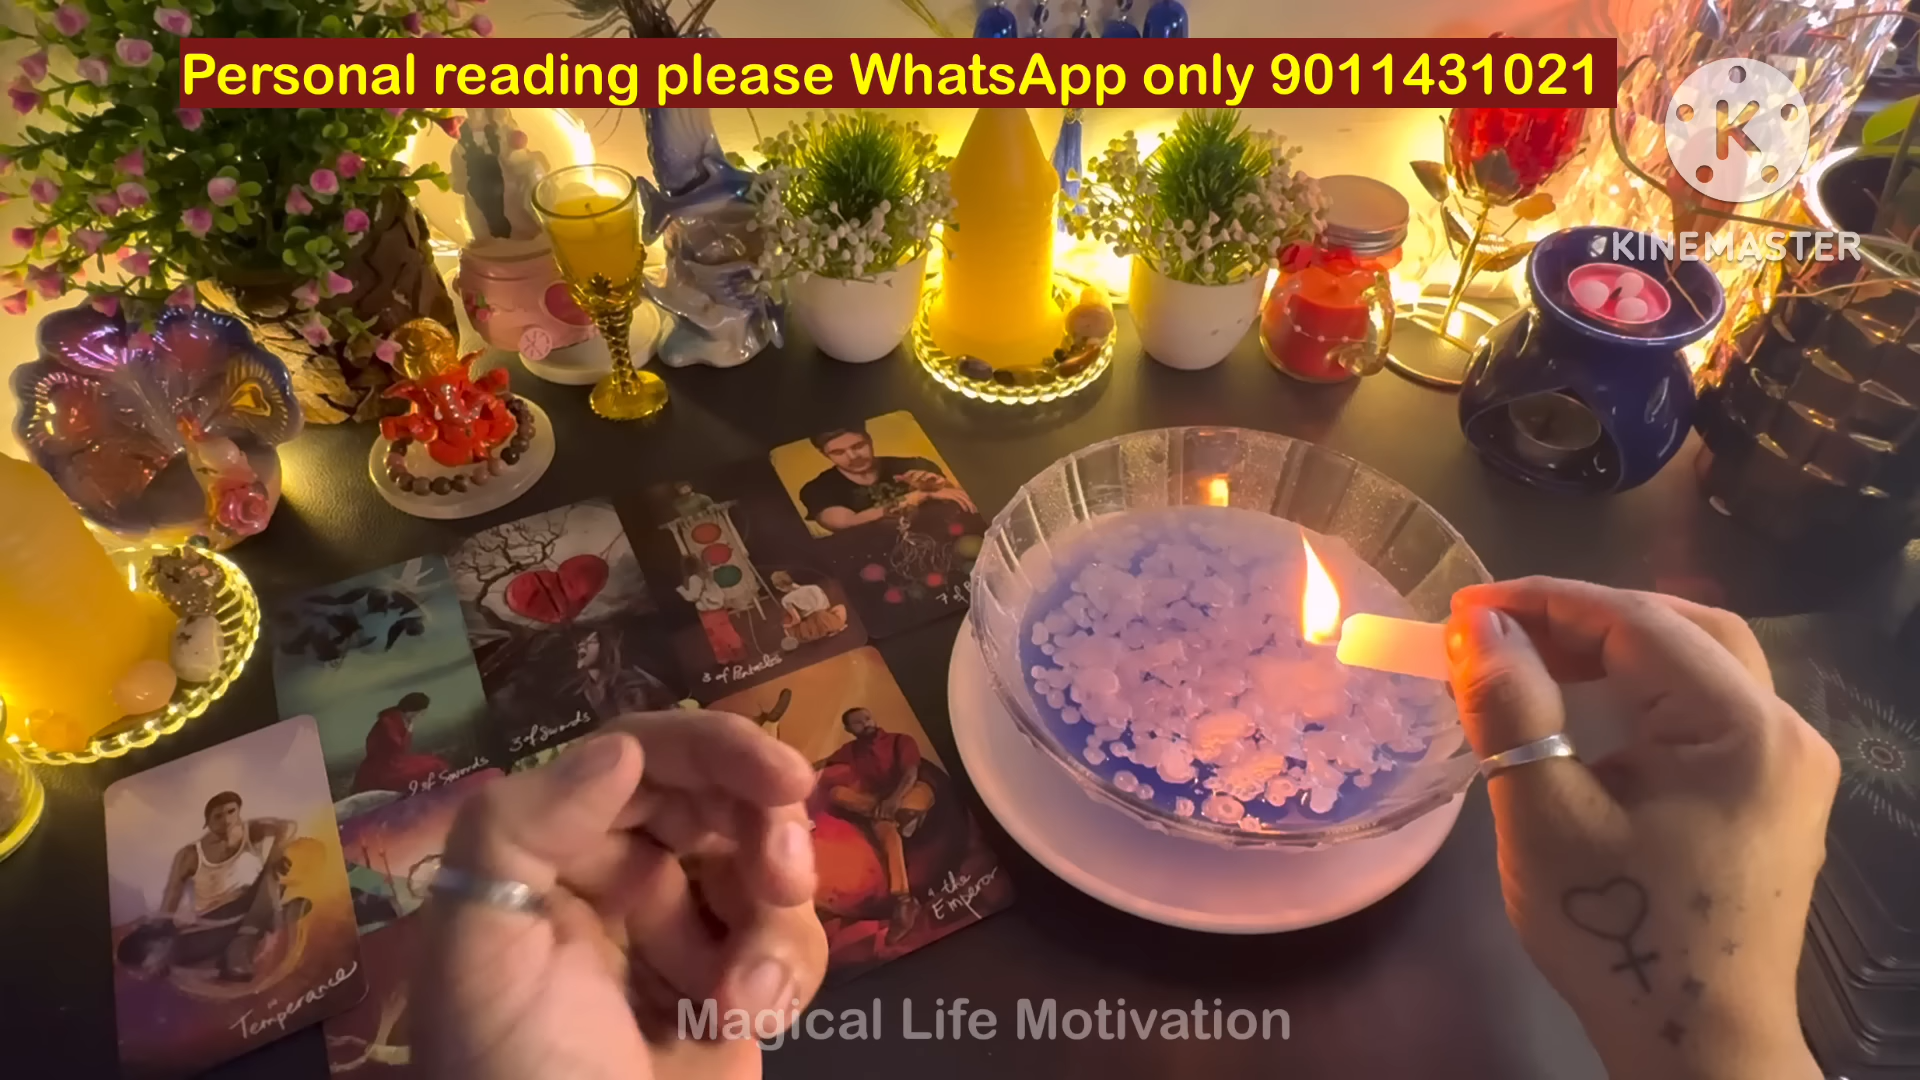 Personal reading please WhatsApp only 9011431021
K
KINEMASTER
3 of Pentacles
3 of Swords
9 of Swords
the
Emperor
Temperance
Magical Life Motivation